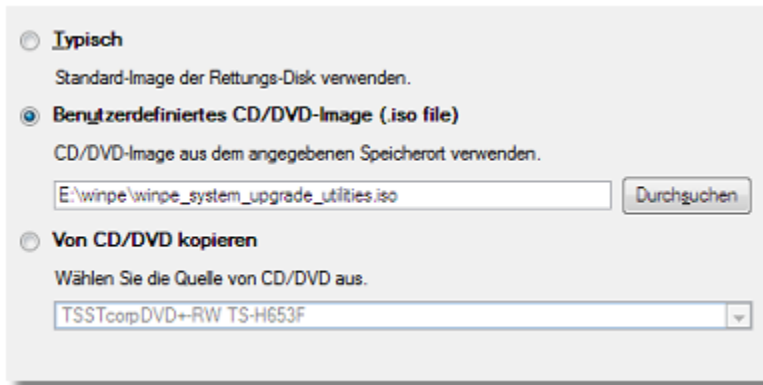 Typisch
Standard-Image der Rettungs-Disk verwenden.
Benutzerdefiniertes CD/DVD-Image (.iso file)
CD/DVD-Image aus dem angegebenen Speicherort verwenden.
E:\winpe\winpe_system_upgrade_utilities.iso Durchsuchen
Von CD/DVD kopieren
Wählen Sie die Quelle von CD/DVD aus.
TSSTcorpDVD+-RW TS-H653F